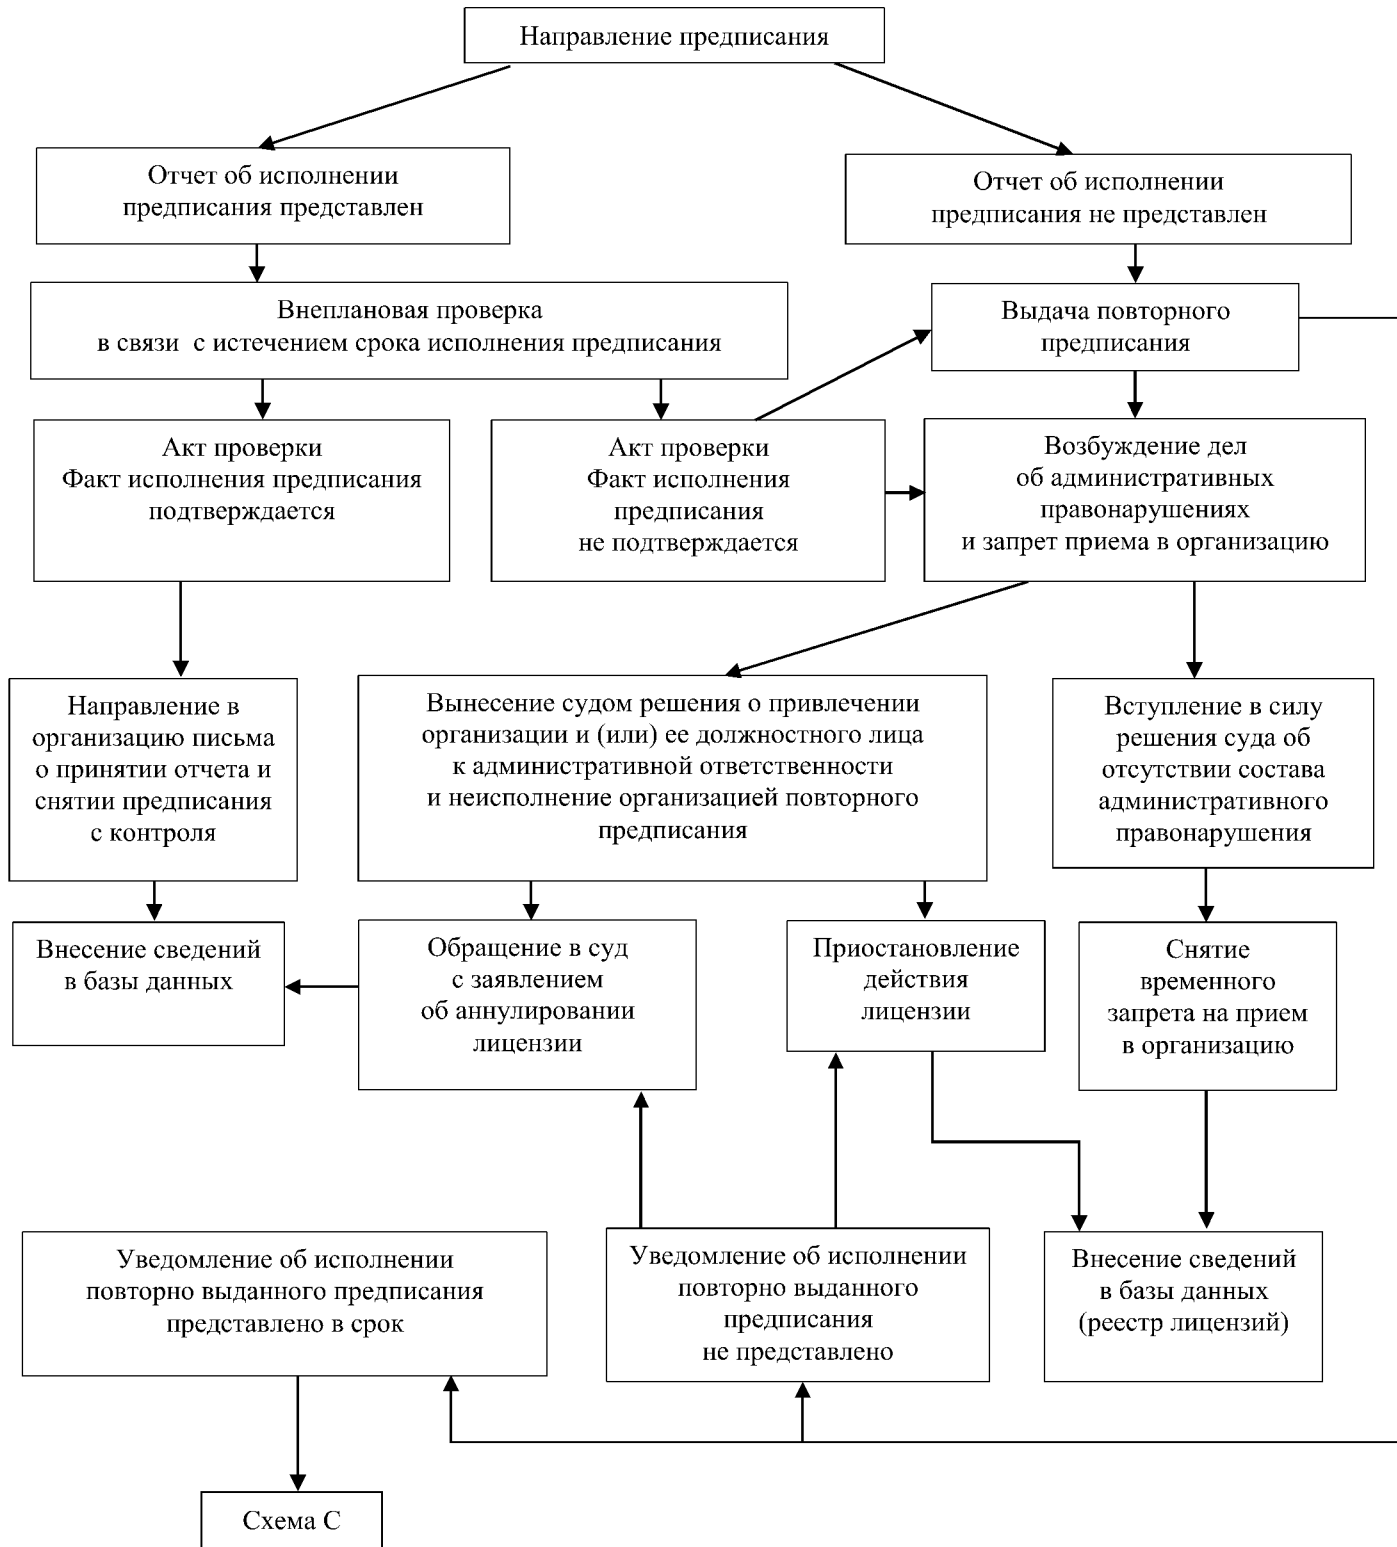 Направление предписания
Отчет об исполнении
предписания представлен
Отчет об исполнении
предписания не представлен
Внеплановая проверка
в связи с истечением срока исполнения предписания
Выдача повторного
предписания
Акт проверки
Факт исполнения предписания
подтверждается
Акт проверки
Факт исполнения
предписания
не подтверждается
Возбуждение дел
об административных
правонарушениях
и запрет приема в организацию
Направление в
организацию письма
о принятии отчета и
снятии предписания
с контроля
Вынесение судом решения о привлечении
организации и (или) ее должностного лица
к административной ответственности
и неисполнение организацией повторного
предписания
Вступление в силу
решения суда об
отсутствии состава
административного
правонарушения
Внесение сведений
в базы данных
Обращение в суд
с заявлением
об аннулировании
лицензии
Приостановление
действия
лицензии
Снятие
временного
запрета на прием
в организацию
Уведомление об исполнении
повторно выданного предписания
представлено в срок
Уведомление об исполнении
повторно выданного
предписания
не представлено
Внесение сведений
в базы данных
(реестр лицензий)
Схема С